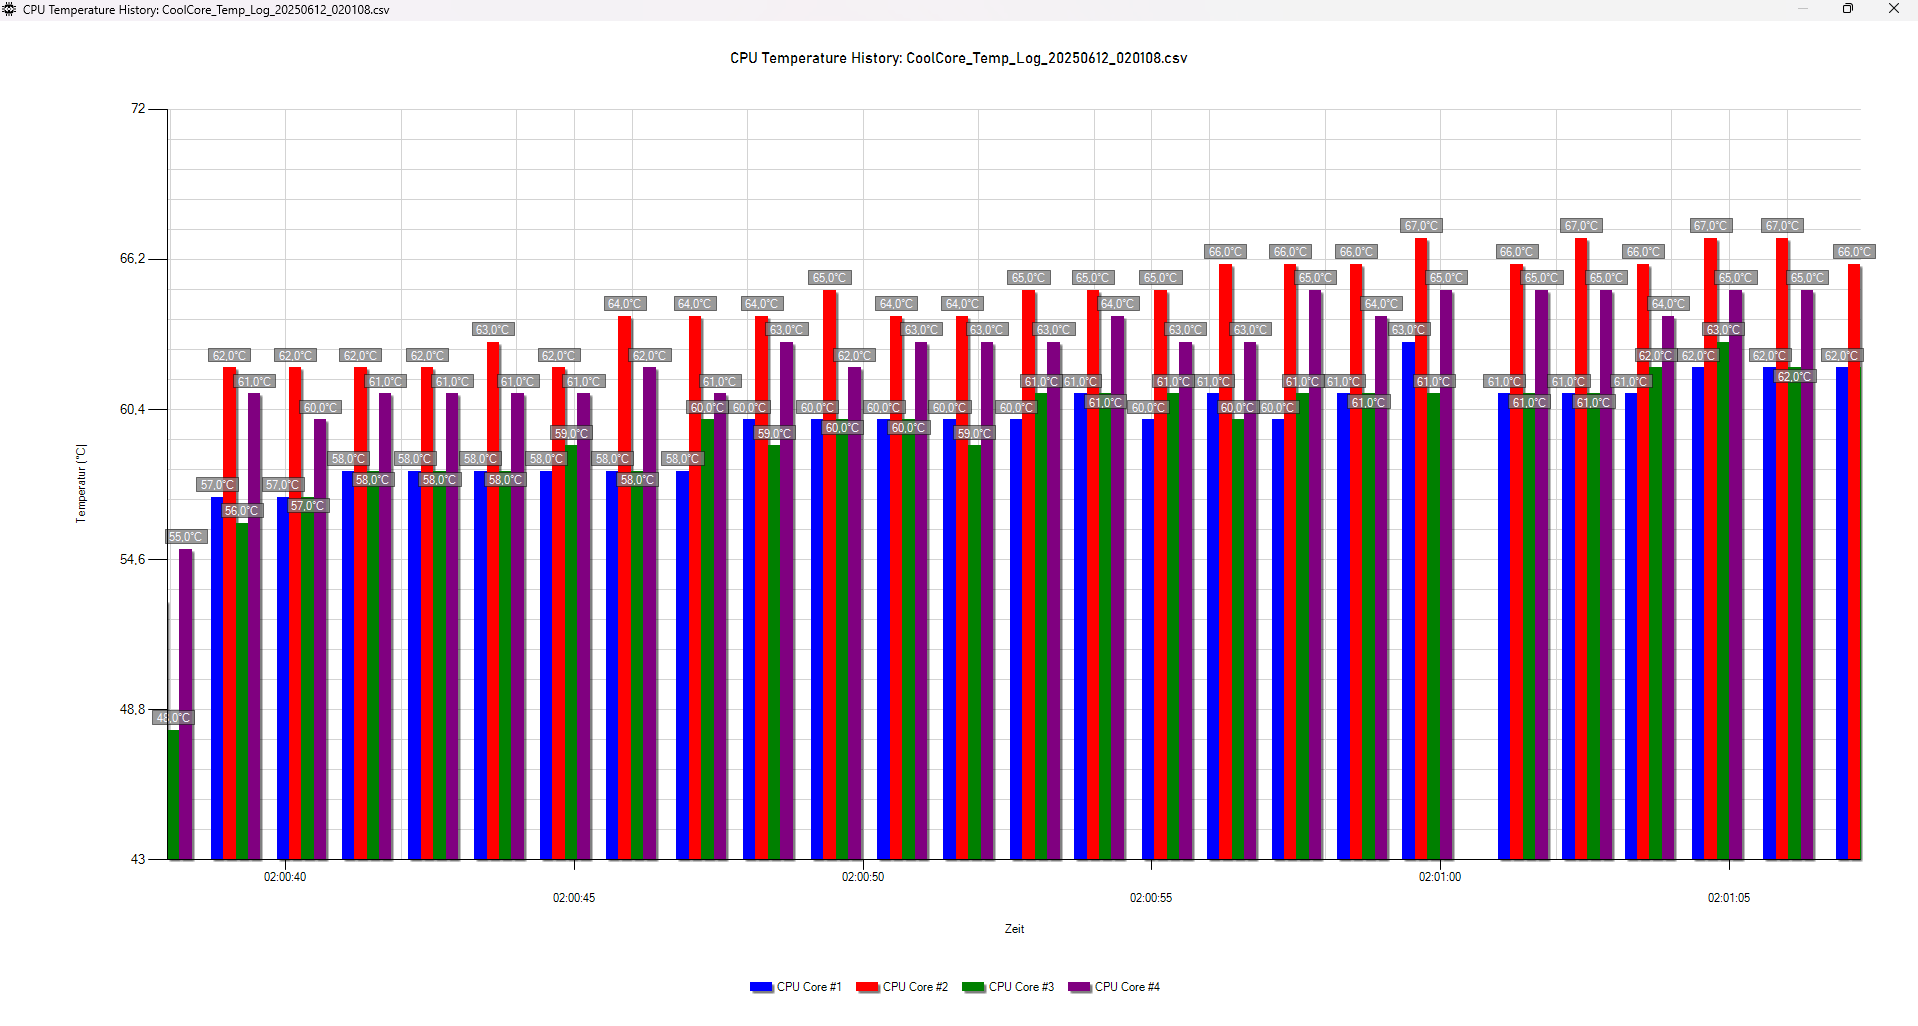 CPU Temperature History: CoolCore_Temp_Log_20250612_020108.csv
CPU Temperature History: CoolCore_Temp_Log_20250612_020108.csv
72
67,0°C 67,0°C 67,0°C 67,0°C
66,2
66,0°C 66,0°C 66,0°C 66,0°C 66,0°C 66,0°C
65,0°C 65,0°C 65,0°C 65,0°C 65,0°C 65,0°C 65,0°C 65,0°C 65,0°C 65,0°C
64,0°C 64,0°C 64,0°C 64,0°C 64,0°C 64,0°C 64,0°C 64,0°C
63,0°C 63,0°C 63,0°C 63,0°C 63,0°C 63,0°C 63,0°C 63,0°C 63,0°C
62,0°C 62,0°C 62,0°C 62,0°C 62,0°C 62,0°C 62,0°C 62,0°C 62,0°C 62,0°C 62,0°C
62,0°C
61,0°C 61,0°C 61,0°C 61,0°C 61,0°C 61,0°C 61,0°C 61,0°C 61,0°C 61,0°C 61,0°C 61,0°C 61,0°C 61,0°C 61,0°C 61,0°C
61,0°C 61,0°C 61,0°C 61,0°C
60,4
60,0°C 60,0°C 60,0°C 60,0°C 60,0°C 60,0°C 60,0°C 60,0°C 60,0°C 60,0°C
60,0°C 60,0°C
59,0°C 59,0°C 59,0°C
58,0°C 58,0°C 58,0°C 58,0°C 58,0°C 58,0°C
58,0°C 58,0°C 58,0°C 58,0°C
57,0°C 57,0°C
57,0°C
56,0°C
55,0°C
54,6
48,8
48,0°C
43
Temperatur (°C)
02:00:40 02:00:50 02:01:00
02:00:45 02:00:55 02:01:05
Zeit
CPU Core #1 CPU Core #2 CPU Core #3 CPU Core #4